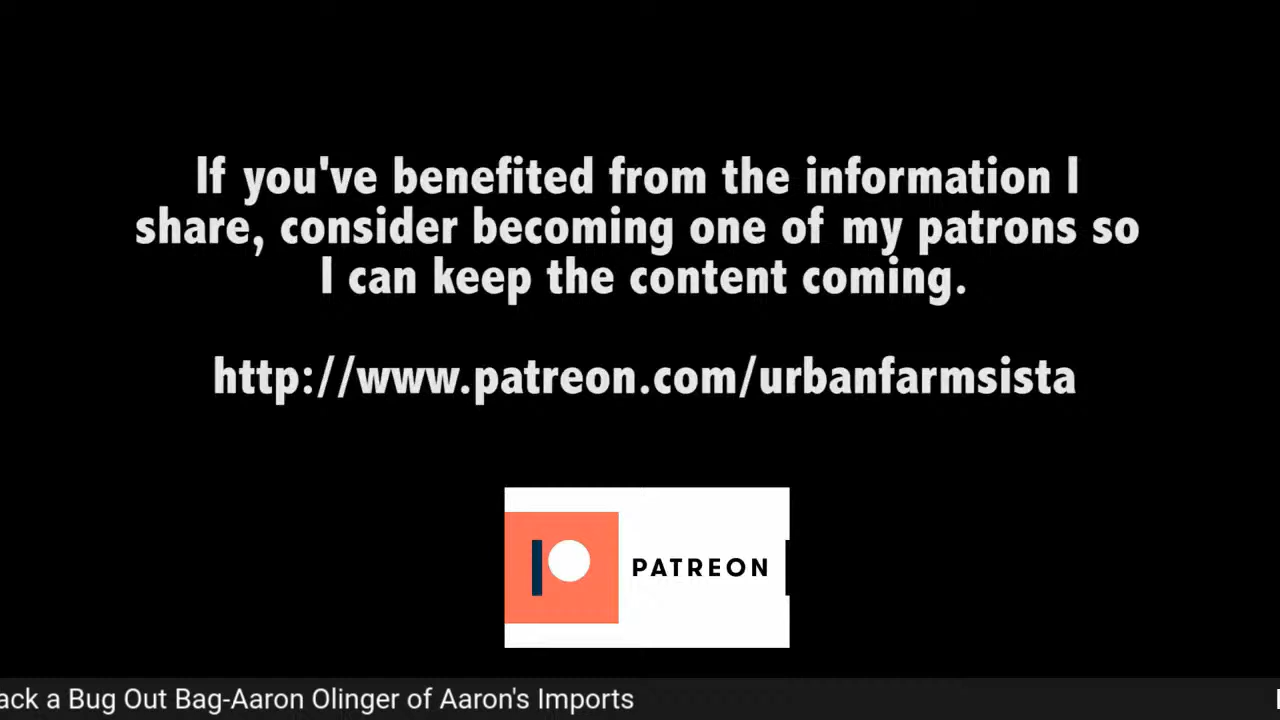 If you've benefited from the information I
share, consider becoming one of my patrons so
I can keep the content coming.
http://www.patreon.com/urbanfarmsista
PATREON
ack a Bug Out Bag-Aaron Olinger of Aaron's Imports